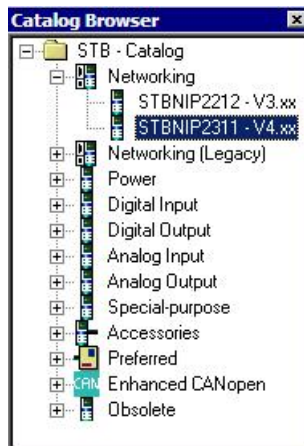 Catalog Browser
STB - Catalog
Networking
STBNIP2212 - V3.xx
STBNIP2311 - V4.xx
Networking (Legacy)
Power
Digital Input
Digital Output
Analog Input
Analog Output
Special-purpose
Accessories
Preferred
CAN Enhanced CANopen
Obsolete